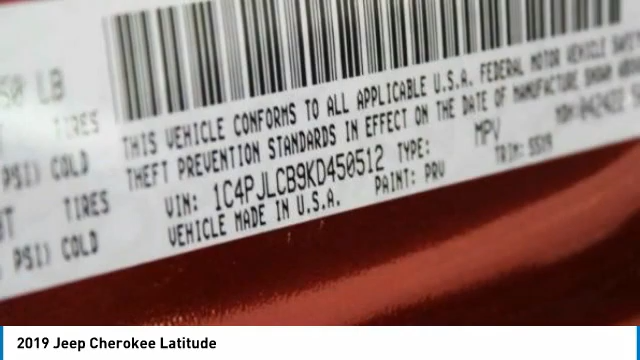 50 LB
TIRES
PSI) COLD
TIRES
PSI) COLD
THIS VEHICLE CONFORMS TO ALL APPLICABLE U.S.A. FEDERAL MOTOR VEHICLE
THEFT PREVENTION STANDARDS IN EFFECT ON THE DATE OF MANUFACTURE SHOWN
VIN: 1C4PJLCB9KD450512 TYPE: MPV
VEHICLE MADE IN U.S.A. PAINT: PRV TRIM:
2019 Jeep Cherokee Latitude